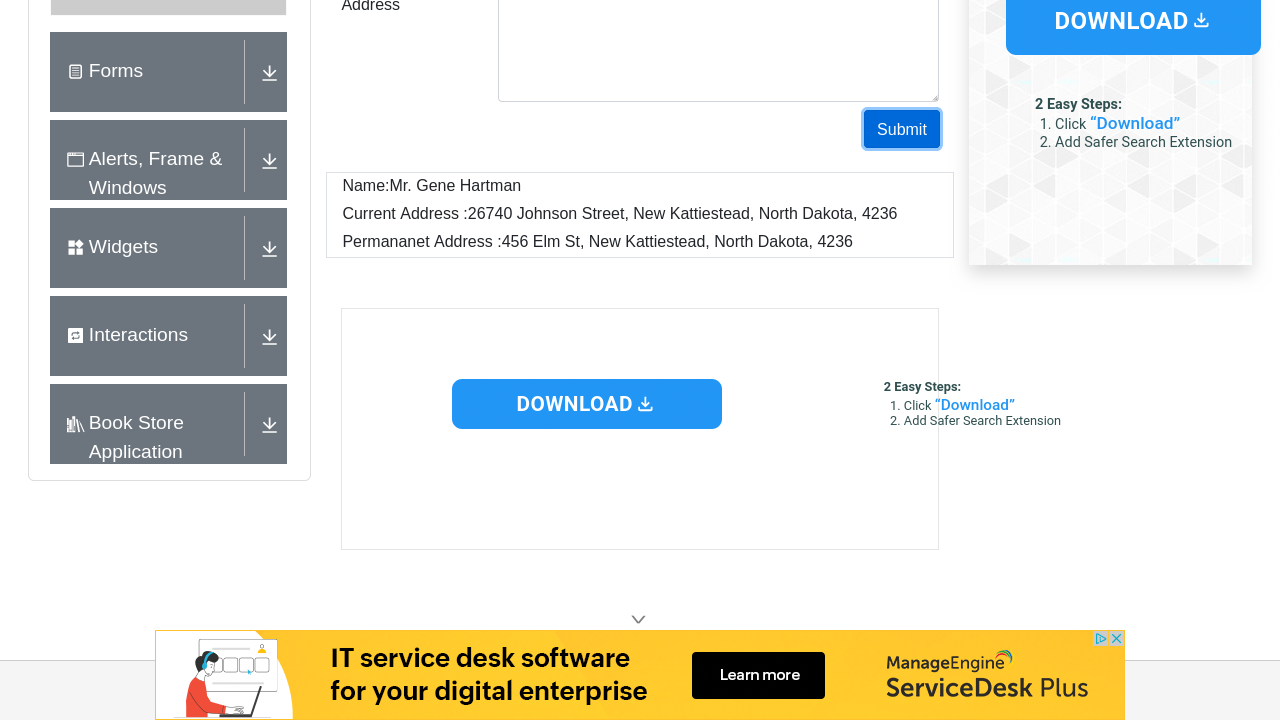 Address
Submit
Name:Mr. Gene Hartman
Current Address :26740 Johnson Street, New Kattiestead, North Dakota, 4236
Permananet Address :456 Elm St, New Kattiestead, North Dakota, 4236
Forms
Alerts, Frame &
Windows
Widgets
Interactions
Book Store
Application
DOWNLOAD
2 Easy Steps:
1. Click “Download”
2. Add Safer Search Extension
DOWNLOAD
2 Easy Steps:
1. Click “Download”
2. Add Safer Search Extension
IT service desk software
for your digital enterprise
Learn more
ManageEngine
ServiceDesk Plus